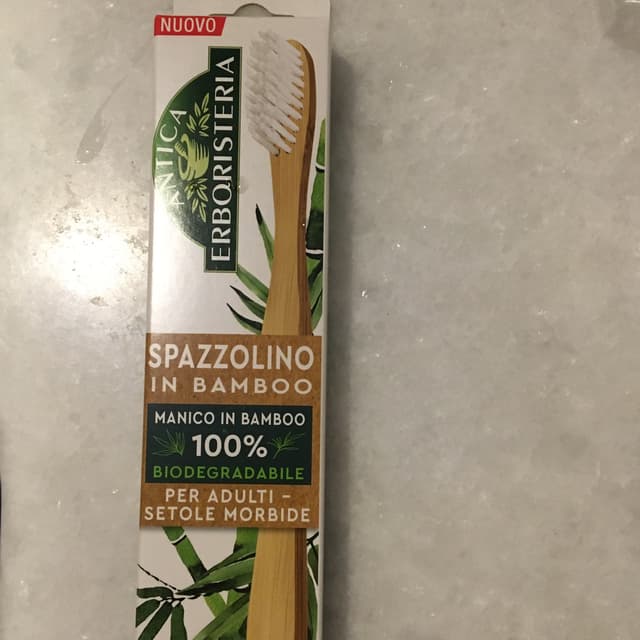 NUOVO
ANTICA
ERBORISTERIA
SPAZZOLINO
IN BAMBOO
MANICO IN BAMBOO
100%
BIODEGRADABILE
PER ADULTI –
SETOLE MORBIDE